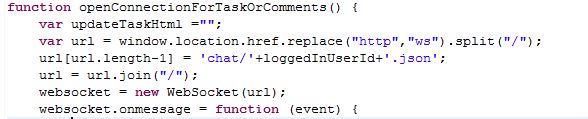 function openConnectionForTaskOrComments() {
var updateTaskHtml ="";
var url = window.location.href.replace("http","ws").split("/");
url[url.length-1] = 'chat/'+loggedInUserId+'.json';
url = url.join("/");
websocket = new WebSocket(url);
websocket.onmessage = function (event) {